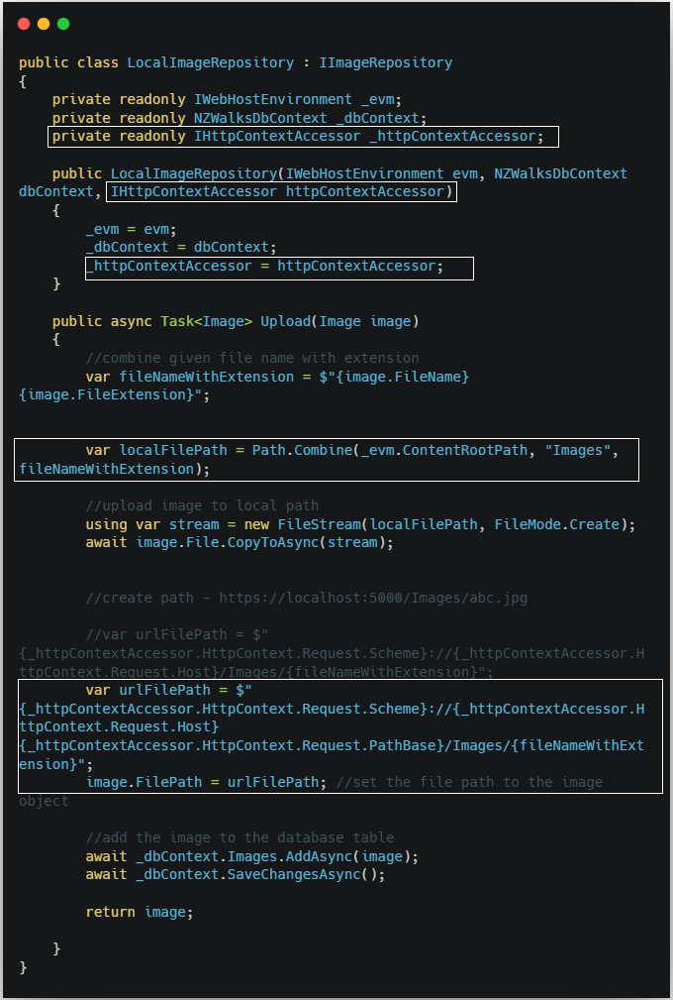 public class LocalImageRepository : IImageRepository
{
    private readonly IWebHostEnvironment _evm;
    private readonly NZWalksDbContext _dbContext;
    private readonly IHttpContextAccessor _httpContextAccessor;

    public LocalImageRepository(IWebHostEnvironment evm, NZWalksDbContext
dbContext, IHttpContextAccessor httpContextAccessor)
    {
        _evm = evm;
        _dbContext = dbContext;
        _httpContextAccessor = httpContextAccessor;
    }

    public async Task<Image> Upload(Image image)
    {
        //combine given file name with extension
        var fileNameWithExtension = $"{image.FileName}
{image.FileExtension}";

        var localFilePath = Path.Combine(_evm.ContentRootPath, "Images",
fileNameWithExtension);

        //upload image to local path
        using var stream = new FileStream(localFilePath, FileMode.Create);
        await image.File.CopyToAsync(stream);

        //create path - https://localhost:5000/Images/abc.jpg

        //var urlFilePath = $"
{_httpContextAccessor.HttpContext.Request.Scheme}://{_httpContextAccessor.H
ttpContext.Request.Host}/Images/{fileNameWithExtension}";
        var urlFilePath = $"
{_httpContextAccessor.HttpContext.Request.Scheme}://{_httpContextAccessor.H
ttpContext.Request.Host}
{_httpContextAccessor.HttpContext.Request.PathBase}/Images/{fileNameWithExt
ension}";
        image.FilePath = urlFilePath; //set the file path to the image
object

        //add the image to the database table
        await _dbContext.Images.AddAsync(image);
        await _dbContext.SaveChangesAsync();

        return image;

    }
}